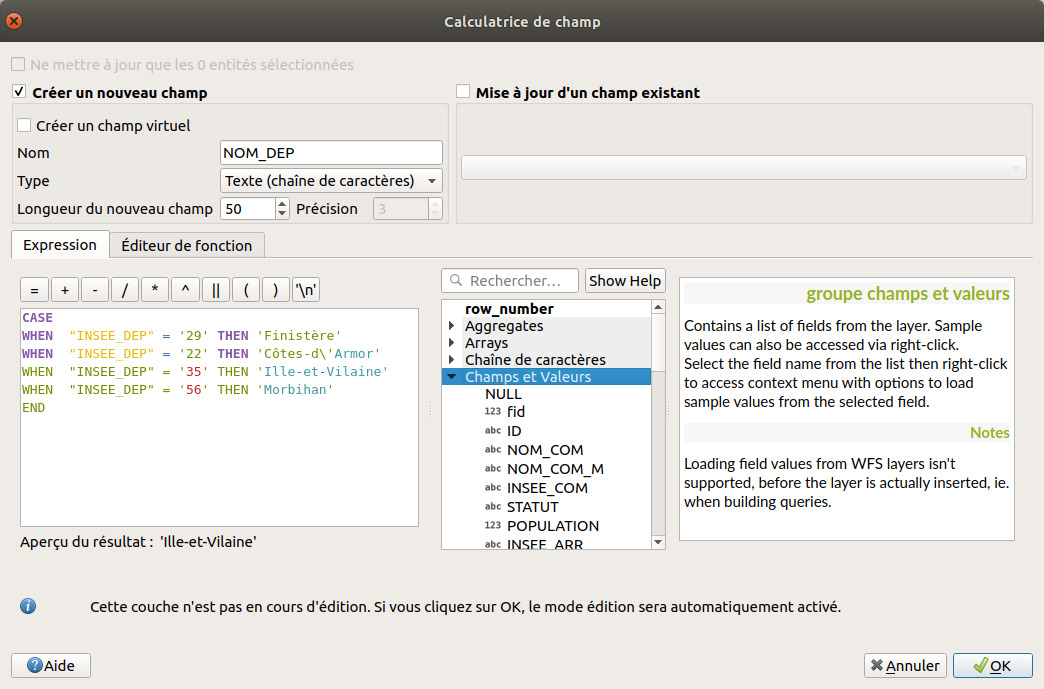 Calculatrice de champ
Ne mettre à jour que les 0 entités sélectionnées
Créer un nouveau champ
Mise à jour d'un champ existant
Créer un champ virtuel
Nom NOM_DEP
Type Texte (chaîne de caractères)
Longueur du nouveau champ 50 Précision 3
Expression Éditeur de fonction
= + - / * ^ || ( ) '\n'
CASE
WHEN "INSEE_DEP" = '29' THEN 'Finistère'
WHEN "INSEE_DEP" = '22' THEN 'Côtes-d\'Armor'
WHEN "INSEE_DEP" = '35' THEN 'Ille-et-Vilaine'
WHEN "INSEE_DEP" = '56' THEN 'Morbihan'
END
Aperçu du résultat : 'Ille-et-Vilaine'
Rechercher... Show Help
row_number
Aggregates
Arrays
Chaîne de caractères
Champs et Valeurs
NULL
123 fid
abc ID
abc NOM_COM
abc NOM_COM_M
abc INSEE_COM
abc STATUT
123 POPULATION
abc INSEE_ARR
groupe champs et valeurs
Contains a list of fields from the layer. Sample
values can also be accessed via right-click.
Select the field name from the list then right-click
to access context menu with options to load
sample values from the selected field.
Notes
Loading field values from WFS layers isn't
supported, before the layer is actually inserted, ie.
when building queries.
Cette couche n'est pas en cours d'édition. Si vous cliquez sur OK, le mode édition sera automatiquement activé.
Aide
Annuler
OK